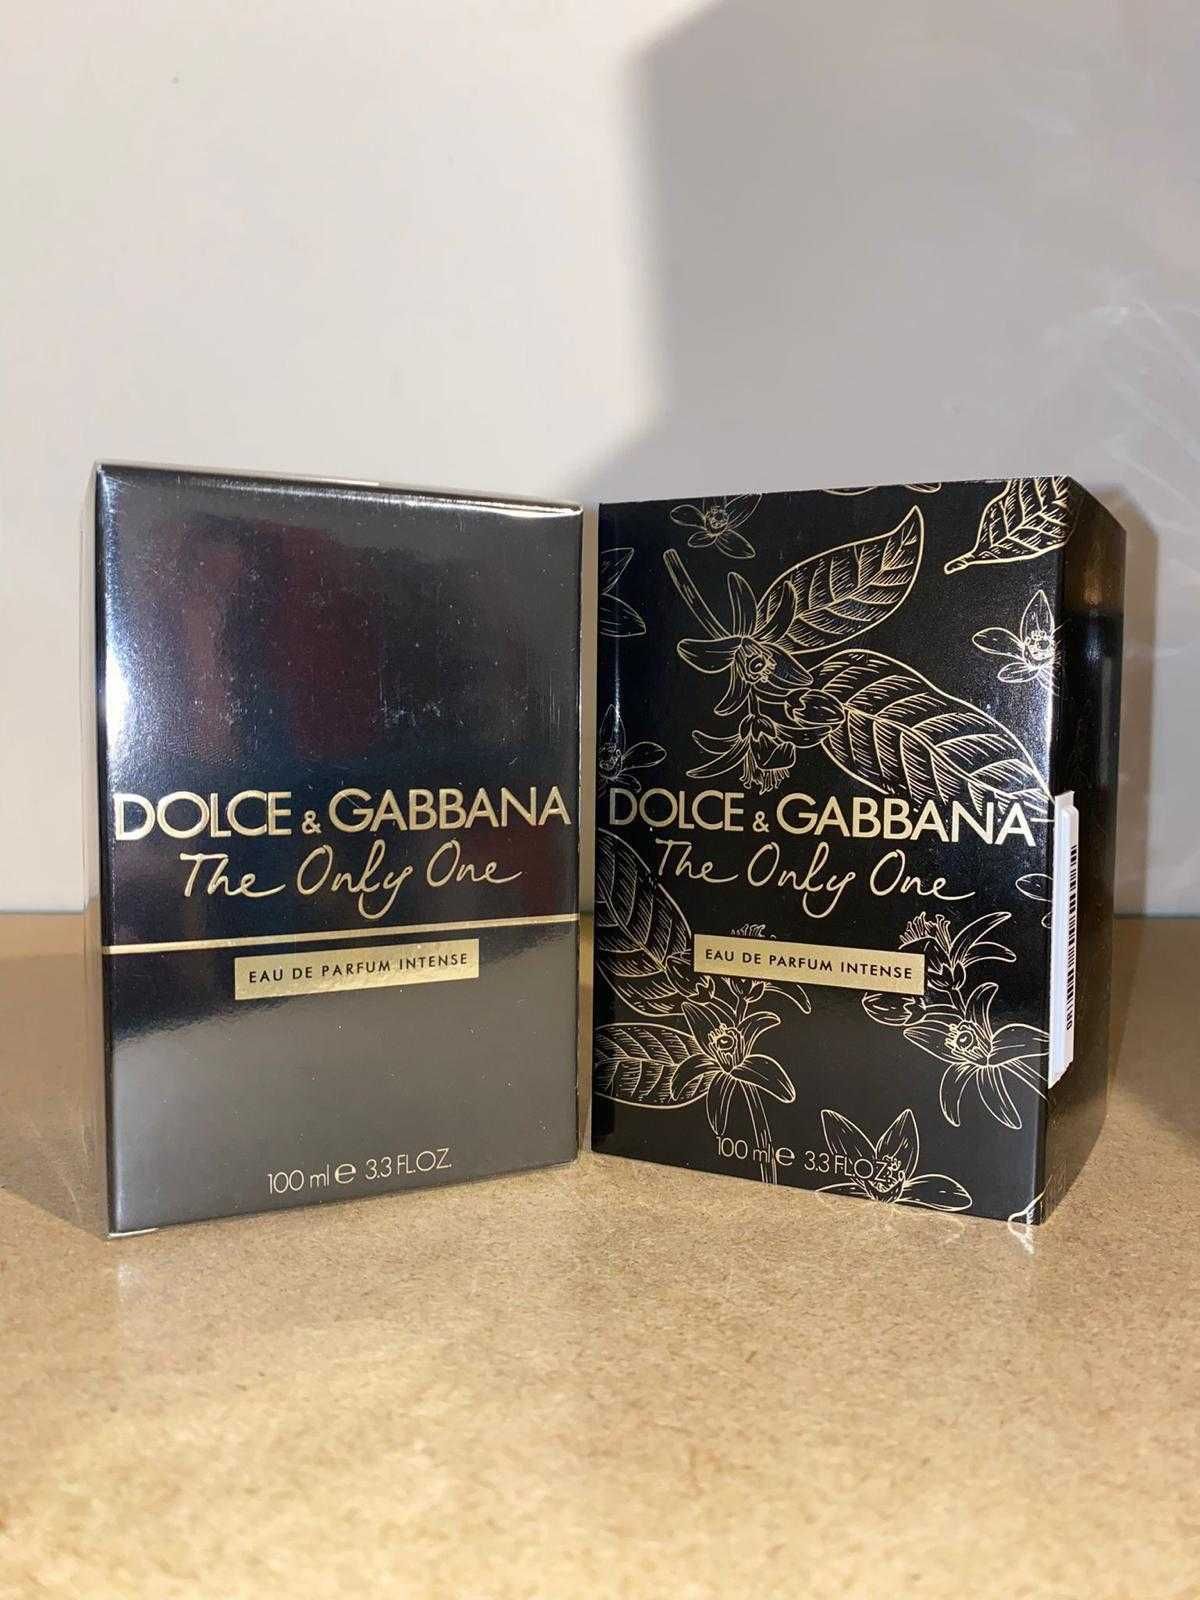 DOLCE & GABBANA
The Only One
EAU DE PARFUM INTENSE
100 ml e 3.3 FL.OZ.
DOLCE & GABBANA
The Only One
EAU DE PARFUM INTENSE
100 ml e 3.3 FL.OZ.